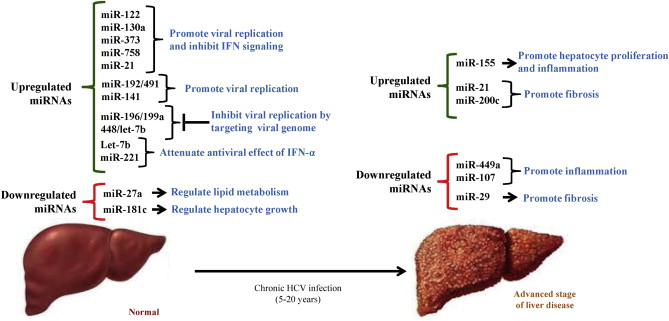 Upregulated
miRNAs
miR-122
miR-130a
miR-373
miR-758
miR-21
Promote viral replication
and inhibit IFN signaling
miR-192/491
miR-141
Promote viral replication
miR-196/199a
448/let-7b
Inhibit viral replication by
targeting viral genome
Let-7b
miR-221
Attenuate antiviral effect of IFN-α
Downregulated
miRNAs
miR-27a
Regulate lipid metabolism
miR-181c
Regulate hepatocyte growth
Upregulated
miRNAs
miR-155
Promote hepatocyte proliferation
and inflammation
miR-21
miR-200c
Promote fibrosis
Downregulated
miRNAs
miR-449a
miR-107
Promote inflammation
miR-29
Promote fibrosis
Normal
Chronic HCV infection
(5-20 years)
Advanced stage
of liver disease